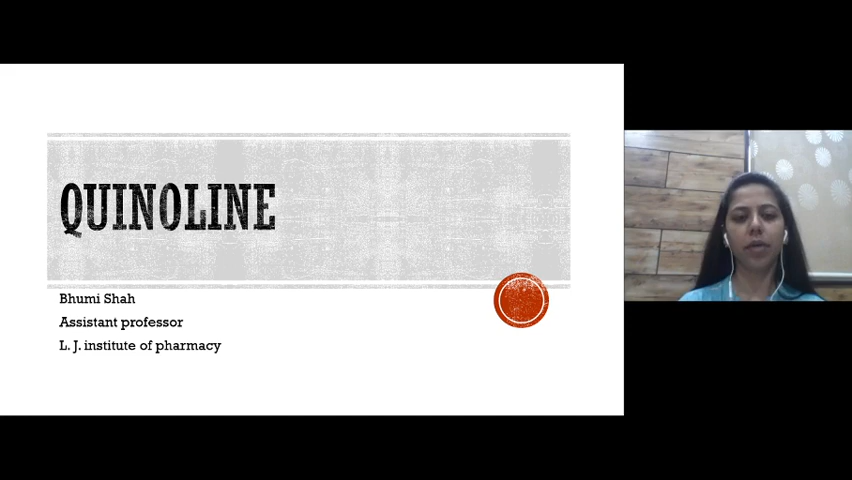 QUINOLINE
Bhumi Shah
Assistant professor
L. J. institute of pharmacy